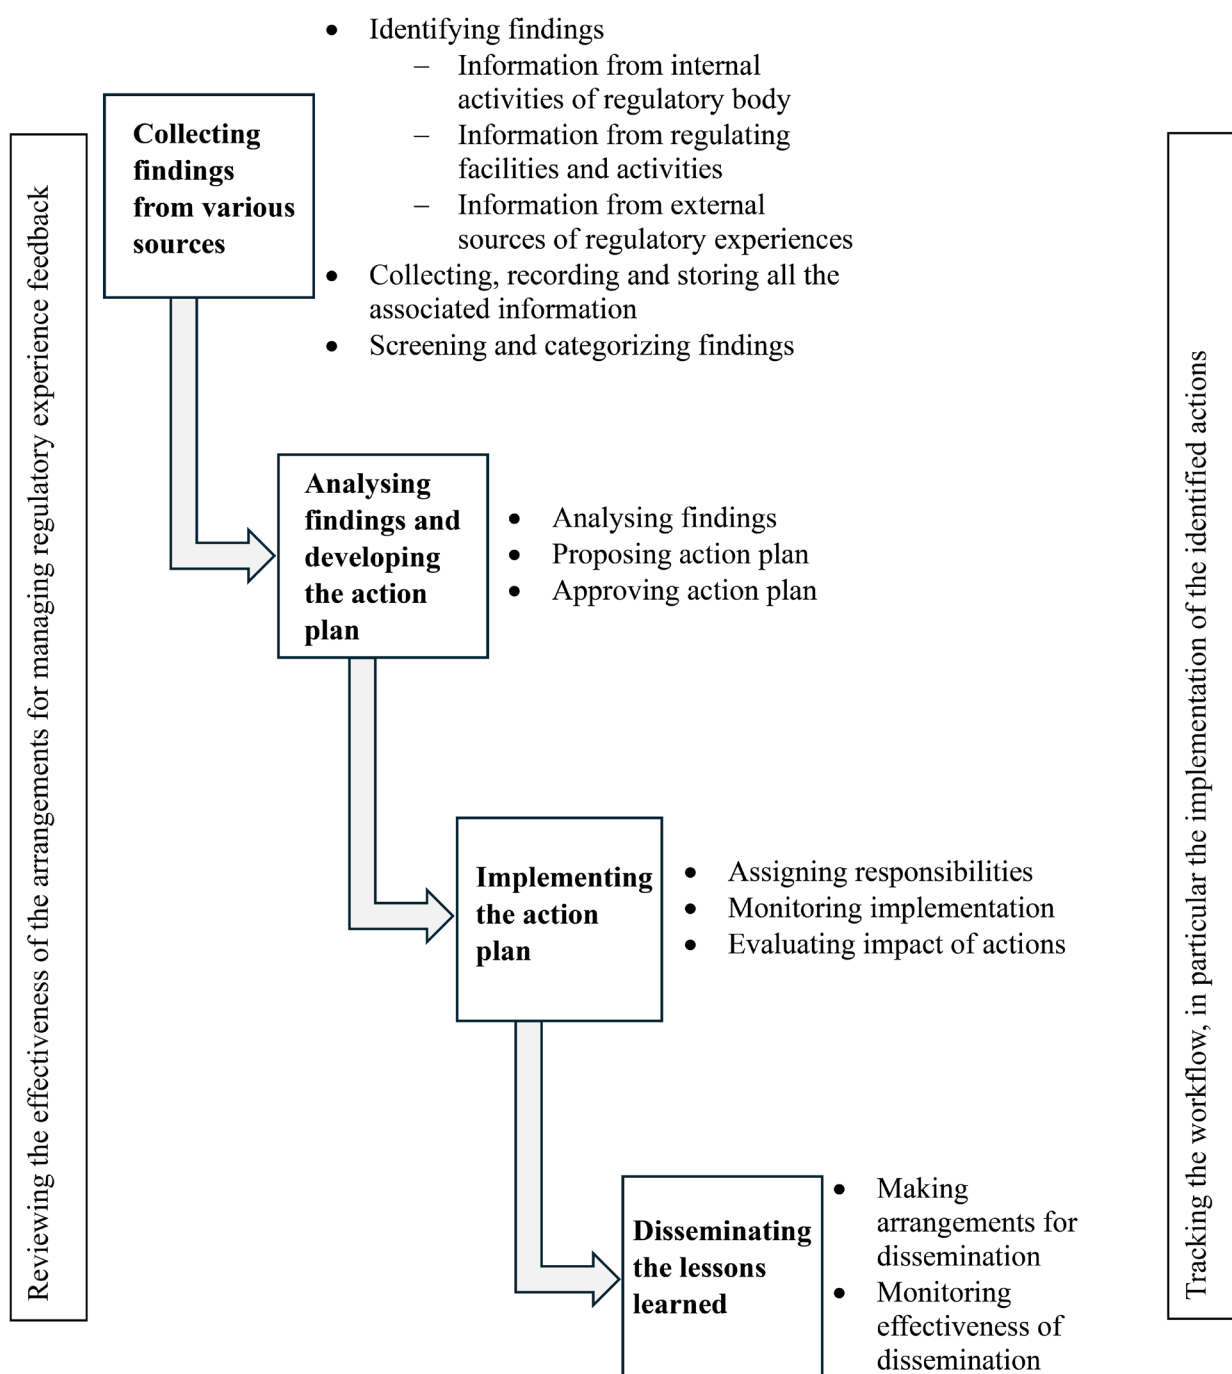 Reviewing the effectiveness of the arrangements for managing regulatory experience feedback
Collecting
findings
from various
sources
• Identifying findings
– Information from internal
activities of regulatory body
– Information from regulating
facilities and activities
– Information from external
sources of regulatory experiences
• Collecting, recording and storing all the
associated information
• Screening and categorizing findings
Analysing
findings and
developing
the action
plan
• Analysing findings
• Proposing action plan
• Approving action plan
Implementing
the action
plan
• Assigning responsibilities
• Monitoring implementation
• Evaluating impact of actions
Disseminating
the lessons
learned
• Making
arrangements for
dissemination
• Monitoring
effectiveness of
dissemination
Tracking the workflow, in particular the implementation of the identified actions